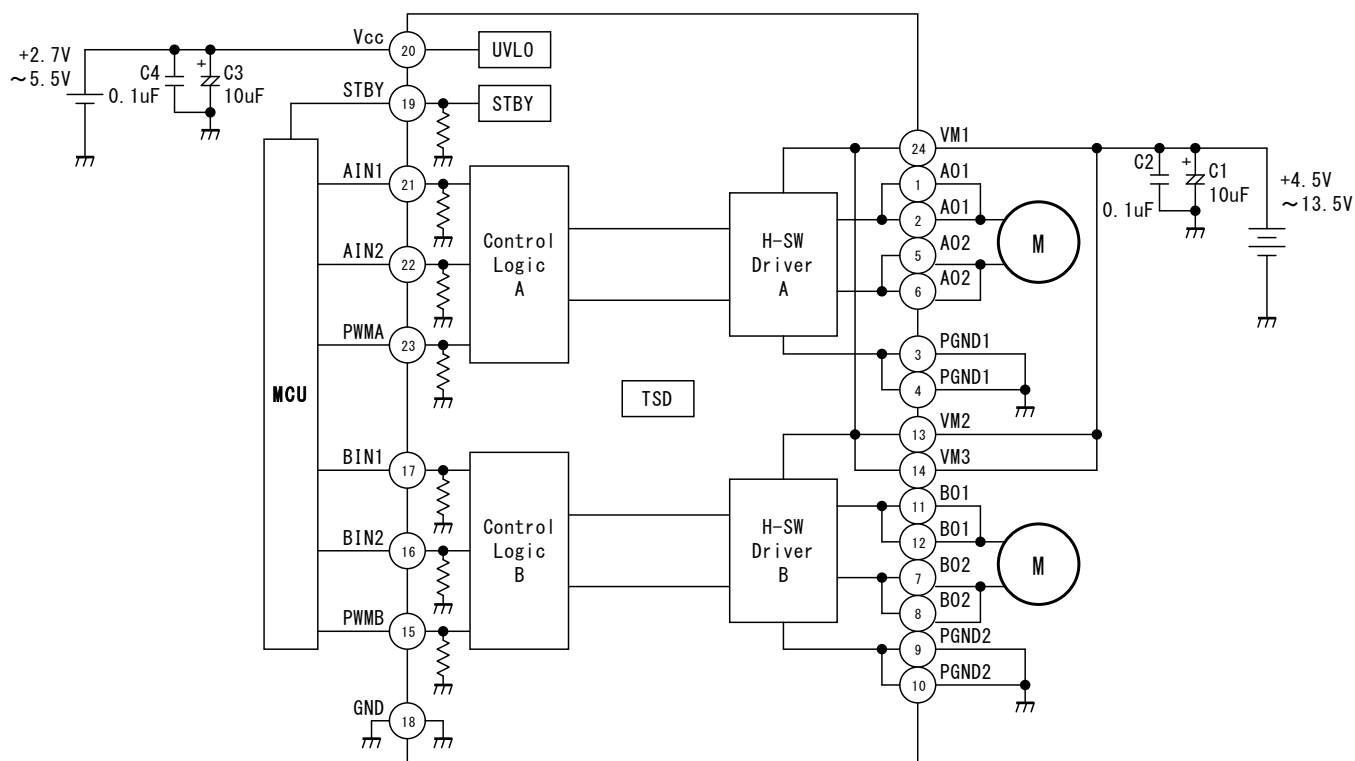 Vcc
20
UVLO
+2.7V
～5.5V
C4
0.1uF
+
C3
10uF
STBY
19
STBY
MCU
AIN1
21
AIN2
22
PWMA
23
Control
Logic
A
H-SW
Driver
A
24
VM1
1
AO1
2
AO1
5
AO2
6
AO2
M
C2
0.1uF
+
C1
10uF
+4.5V
～13.5V
3
PGND1
4
PGND1
TSD
13
VM2
14
VM3
BIN1
17
BIN2
16
PWMB
15
Control
Logic
B
H-SW
Driver
B
11
BO1
12
BO1
7
BO2
8
BO2
M
9
PGND2
10
PGND2
GND
18